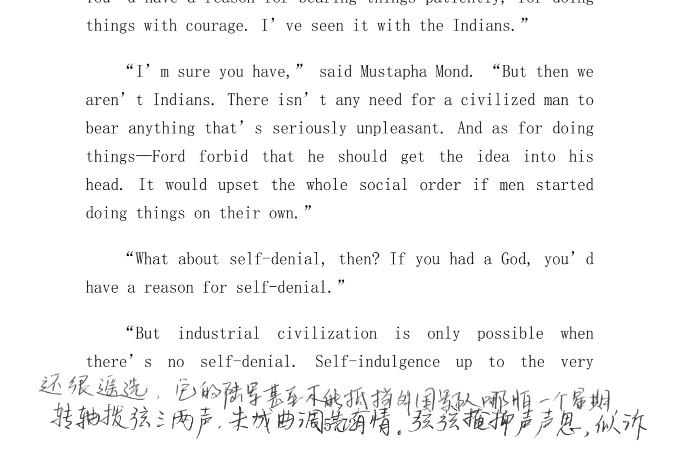 you'd have a reason for bearing things patiently, for doing
things with courage. I've seen it with the Indians.”
“I'm sure you have,” said Mustapha Mond. “But then we
aren't Indians. There isn't any need for a civilized man to
bear anything that's seriously unpleasant. And as for doing
things—Ford forbid that he should get the idea into his
head. It would upset the whole social order if men started
doing things on their own.”
“What about self-denial, then? If you had a God, you'd
have a reason for self-denial.”
“But industrial civilization is only possible when
there's no self-denial. Self-indulgence up to the very
还很遥远，它的陆军甚至不能抵挡外国军队哪怕一个星期
转轴拨弦三两声，未成曲调先有情。弦弦掩抑声声思，似诉